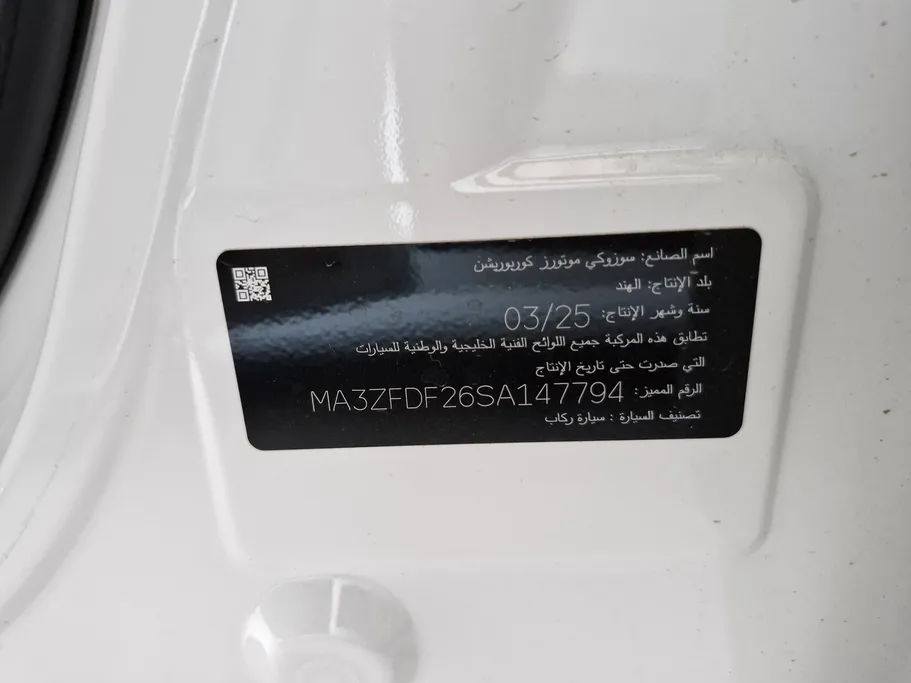 اسم الصانع: سوزوكي موتورز كوربوريشن
بلد الإنتاج: الهند
سنة وشهر الإنتاج: 03/25
تطابق هذه المركبة جميع اللوائح الفنية الخليجية والوطنية للسيارات
التي صدرت حتى تاريخ الإنتاج
الرقم المميز: MA3ZFDF26SA147794
تصنيف السيارة : سيارة ركاب